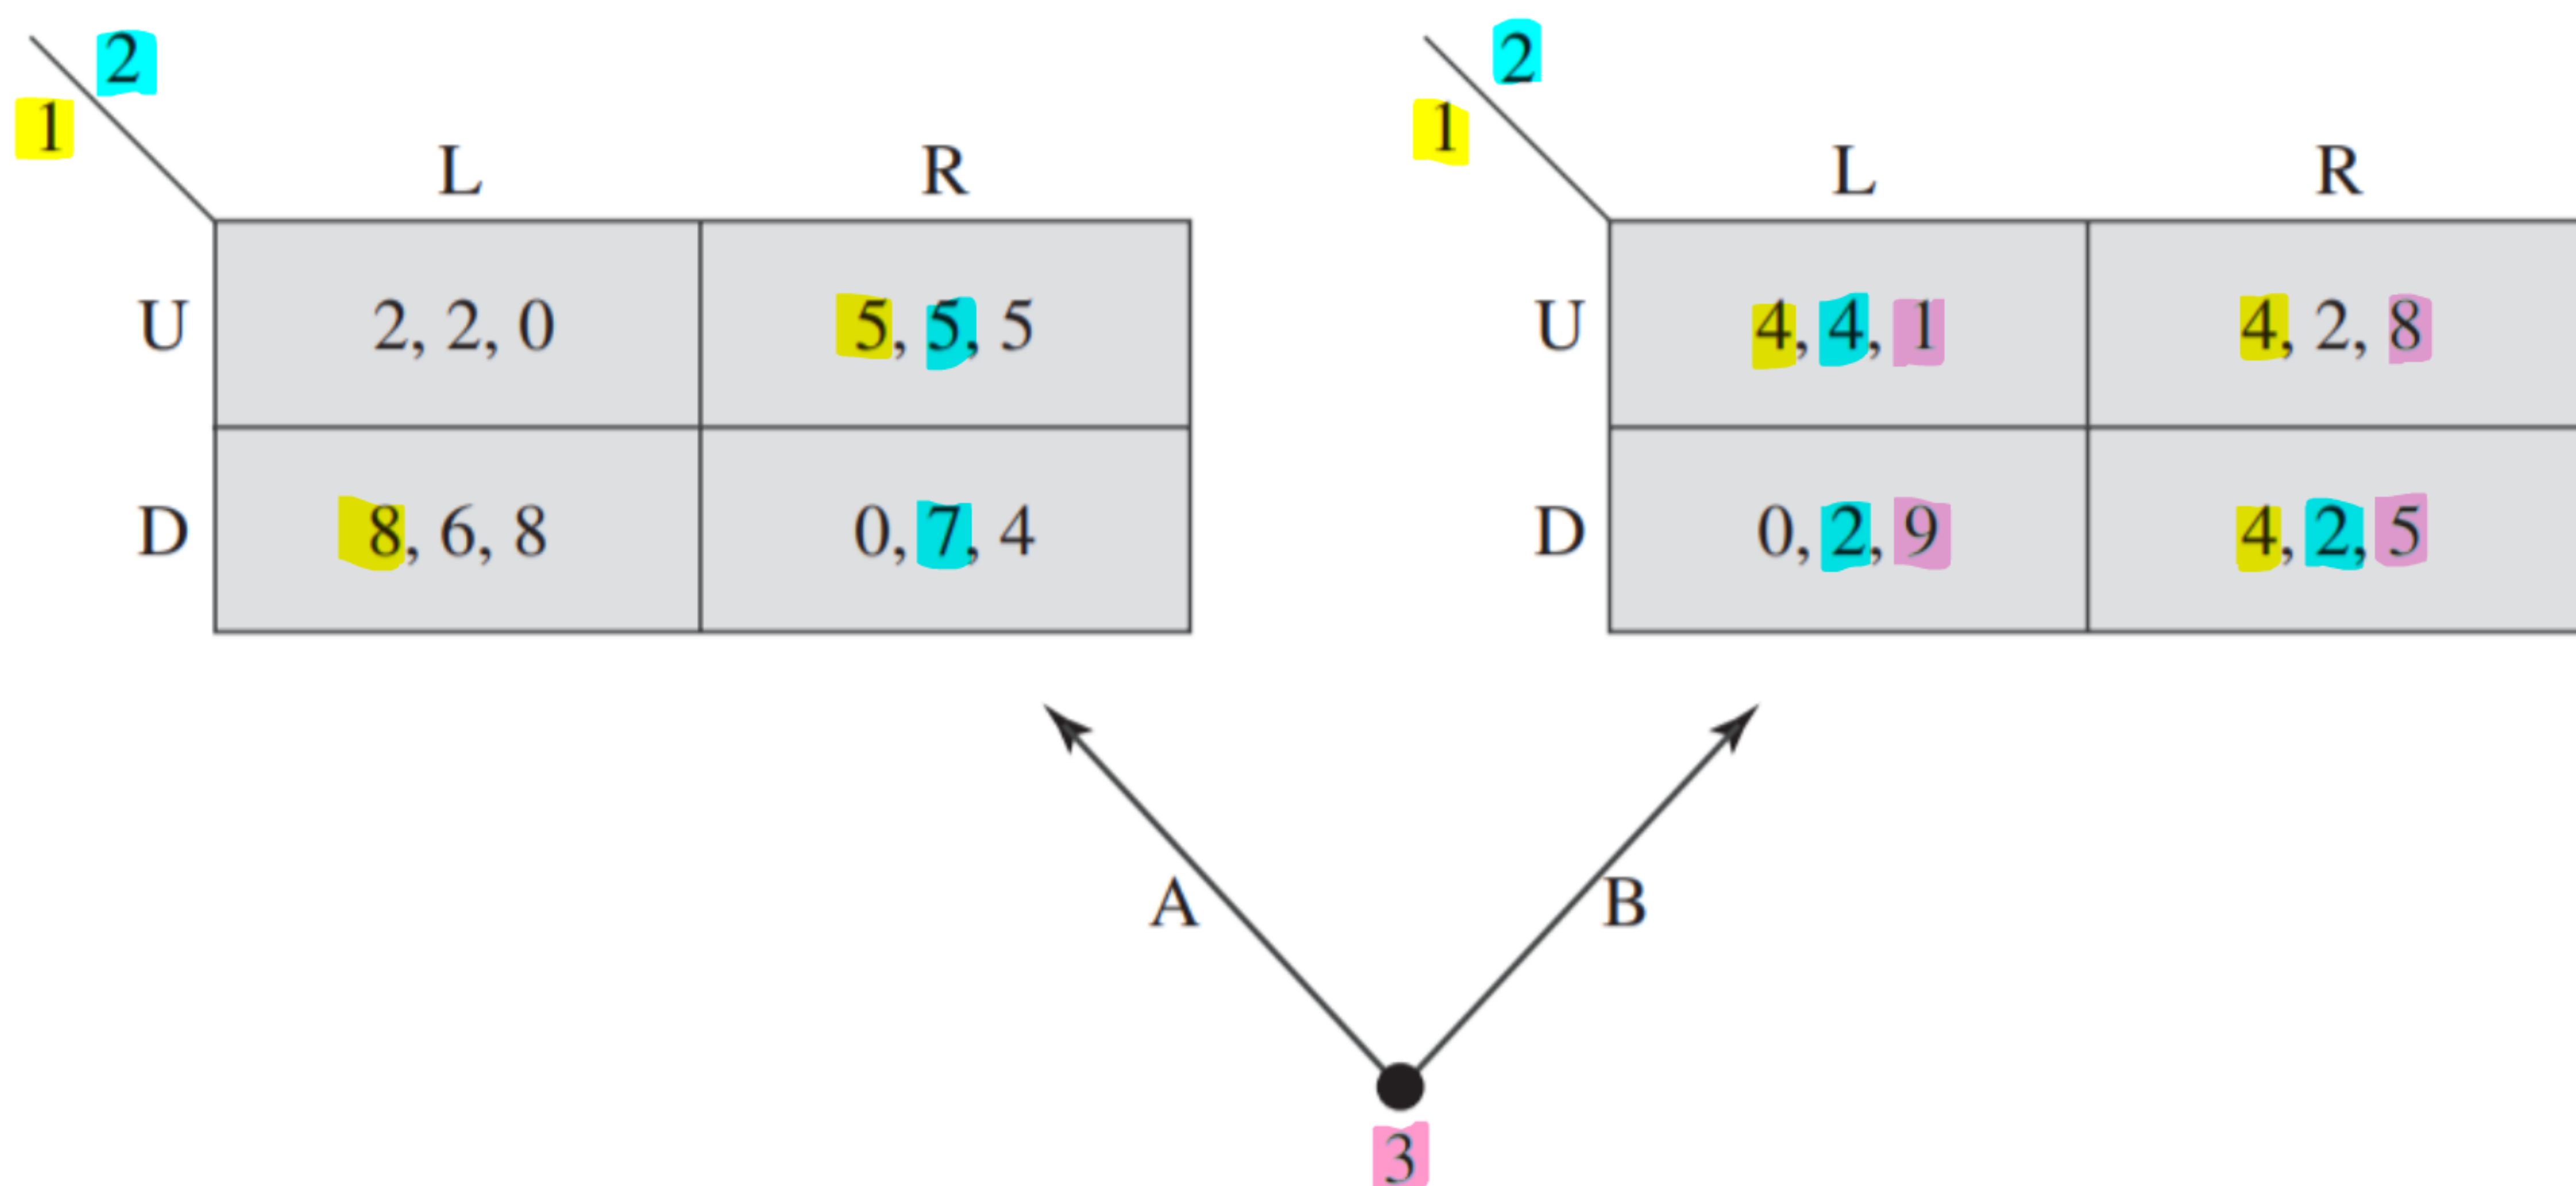 2 2
1 1
L R L R
U 2, 2, 0 5, 5, 5 U 4, 4, 1 4, 2, 8
D 8, 6, 8 0, 7, 4 D 0, 2, 9 4, 2, 5
A B
3